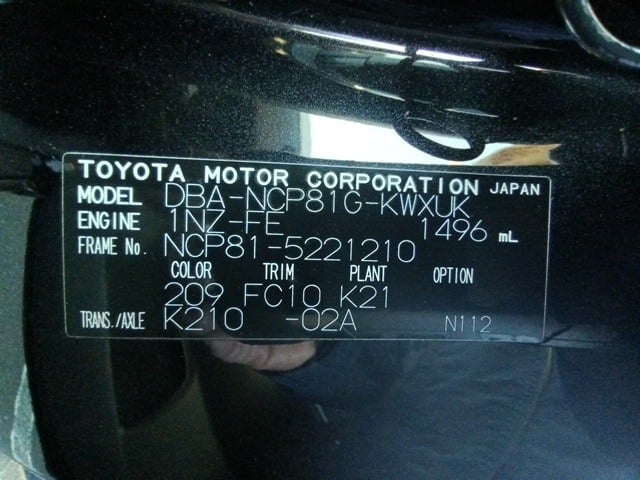 TOYOTA MOTOR CORPORATION JAPAN
MODEL DBA-NCP81G-KWXUK
ENGINE 1NZ-FE 1496 mL
FRAME No. NCP81-5221210
COLOR TRIM PLANT OPTION
209 FC10 K21
TRANS./AXLE K210 -02A N112